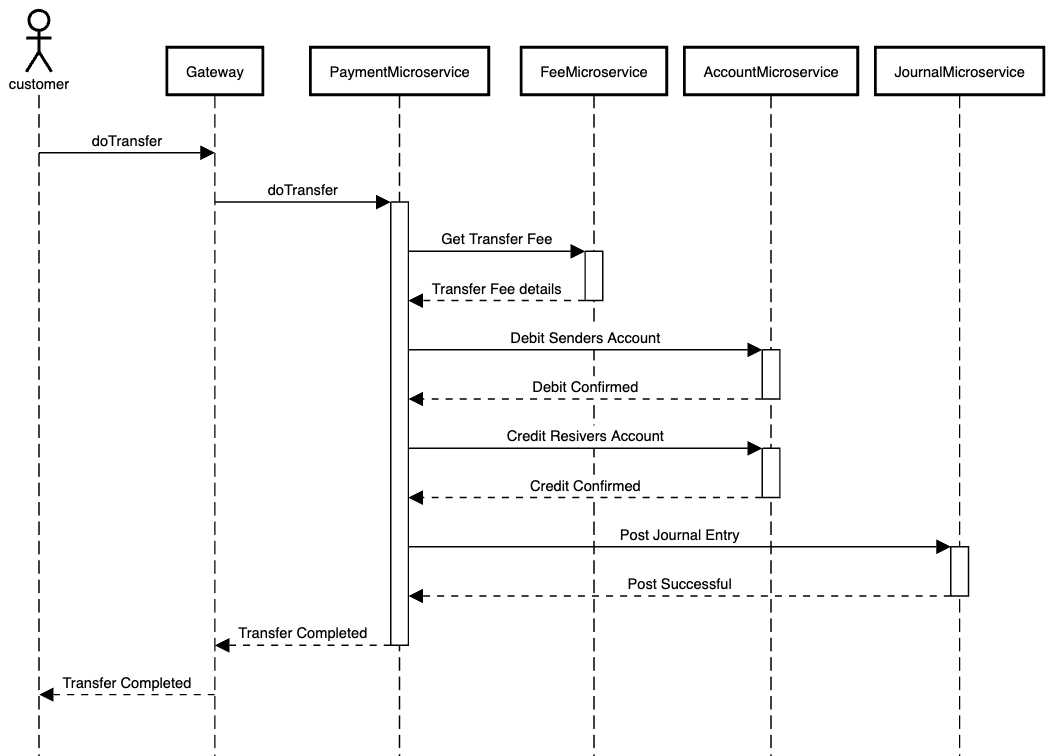 customer
Gateway
PaymentMicroservice
FeeMicroservice
AccountMicroservice
JournalMicroservice
doTransfer
doTransfer
Get Transfer Fee
Transfer Fee details
Debit Senders Account
Debit Confirmed
Credit Resivers Account
Credit Confirmed
Post Journal Entry
Post Successful
Transfer Completed
Transfer Completed